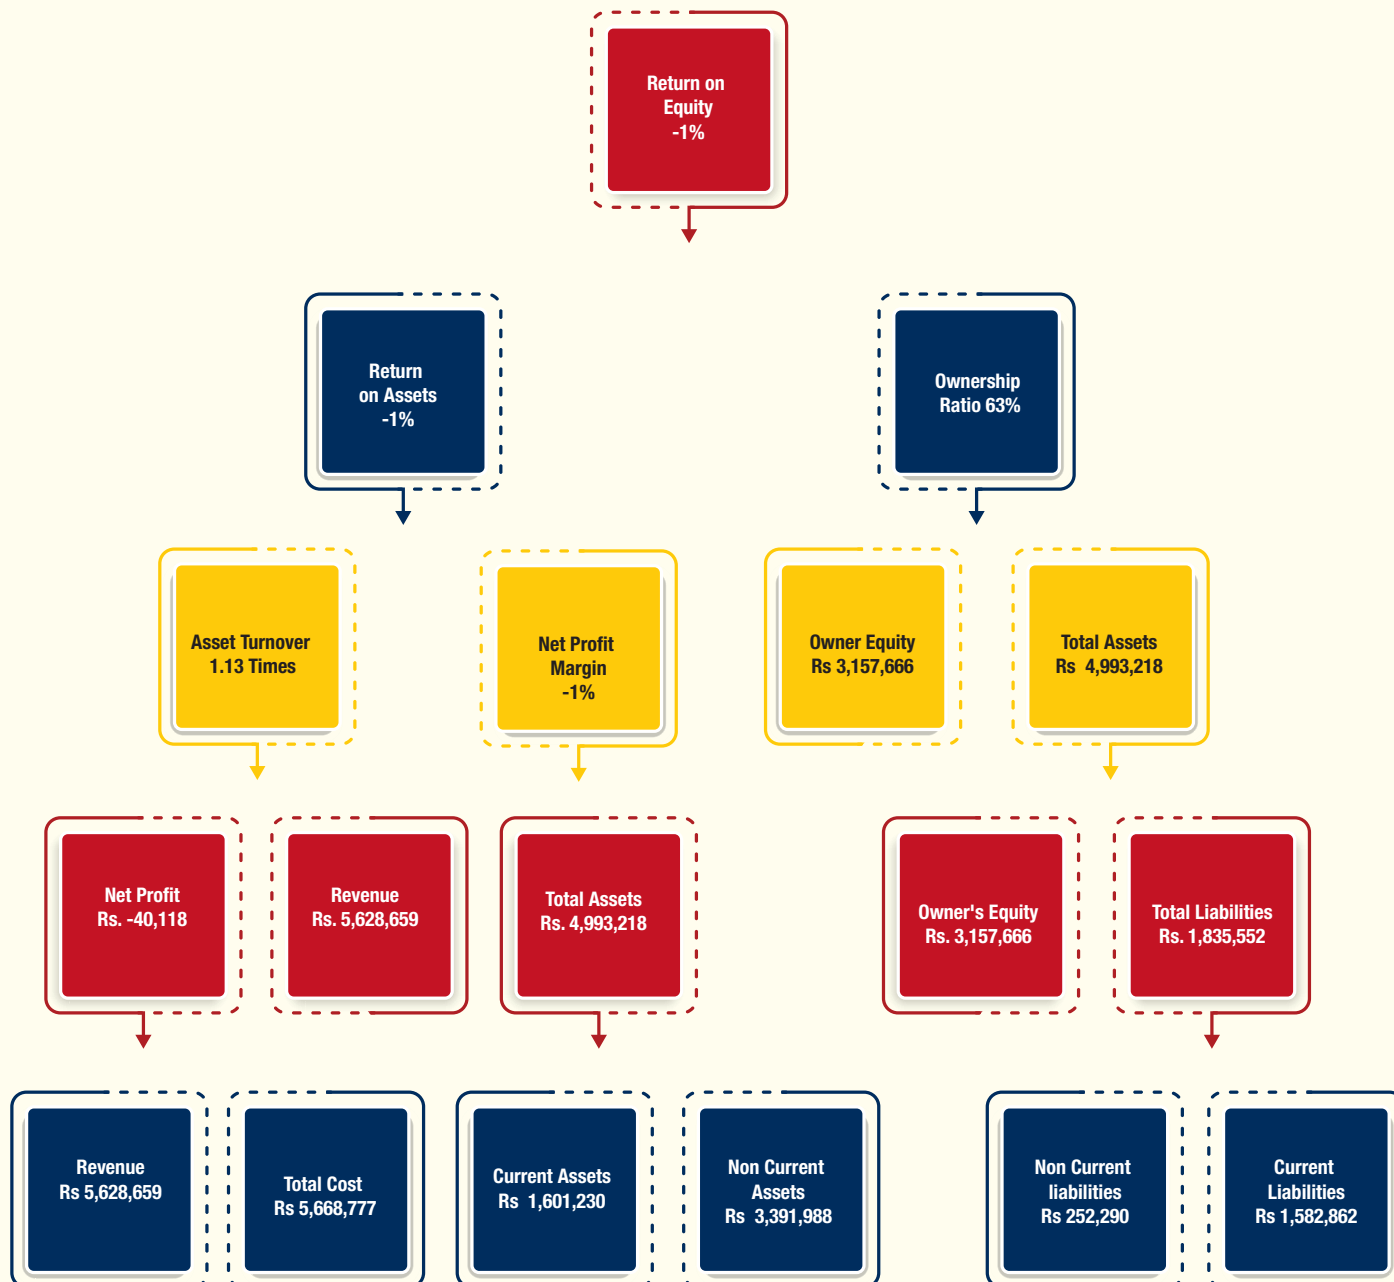 Return on
Equity
-1%
Return
on Assets
-1%
Ownership
Ratio 63%
Asset Turnover
1.13 Times
Net Profit
Margin
-1%
Owner Equity
Rs 3,157,666
Total Assets
Rs 4,993,218
Net Profit
Rs. -40,118
Revenue
Rs. 5,628,659
Total Assets
Rs. 4,993,218
Owner's Equity
Rs. 3,157,666
Total Liabilities
Rs. 1,835,552
Revenue
Rs 5,628,659
Total Cost
Rs 5,668,777
Current Assets
Rs 1,601,230
Non Current
Assets
Rs 3,391,988
Non Current
liabilities
Rs 252,290
Current
Liabilities
Rs 1,582,862